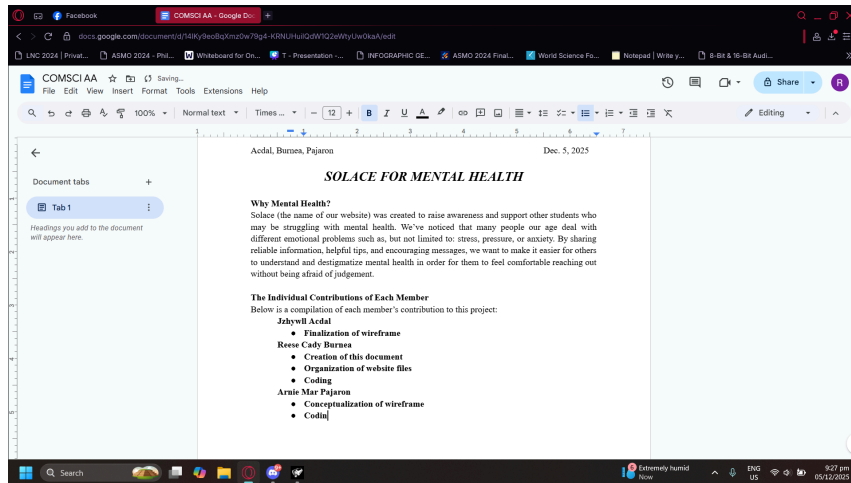 Facebook
COMSCI AA - Google Doc
docs.google.com/document/d/14lKy9eoBqXmz0w79g4-KRNUHuilQdW1Q2eWtyUw0kaA/edit
LNC 2024 | Privat...
ASMO 2024 - Phil...
Whiteboard for On...
T - Presentation -...
INFOGRAPHIC GE...
ASMO 2024 Final...
World Science Fo...
Notepad | Write y...
8-Bit & 16-Bit Audi...
COMSCI AA
Saving...
File Edit View Insert Format Tools Extensions Help
Share
R
100%
Normal text
Times ...
12
B I U A
Editing
1 1 2 3 4 5 6 7
Document tabs
Tab 1
Headings you add to the document
will appear here.
Acdal, Burnea, Pajaron Dec. 5, 2025
SOLACE FOR MENTAL HEALTH
Why Mental Health?
Solace (the name of our website) was created to raise awareness and support other students who
may be struggling with mental health. We've noticed that many people our age deal with
different emotional problems such as, but not limited to: stress, pressure, or anxiety. By sharing
reliable information, helpful tips, and encouraging messages, we want to make it easier for others
to understand and destigmatize mental health in order for them to feel comfortable reaching out
without being afraid of judgement.
The Individual Contributions of Each Member
Below is a compilation of each member's contribution to this project:
Jzhywll Acdal
● Finalization of wireframe
Reese Cady Burnea
● Creation of this document
● Organization of website files
● Coding
Arnie Mar Pajaron
● Conceptualization of wireframe
● Codin
Search
Extremely humid
Now
ENG
US
9:27 pm
05/12/2025